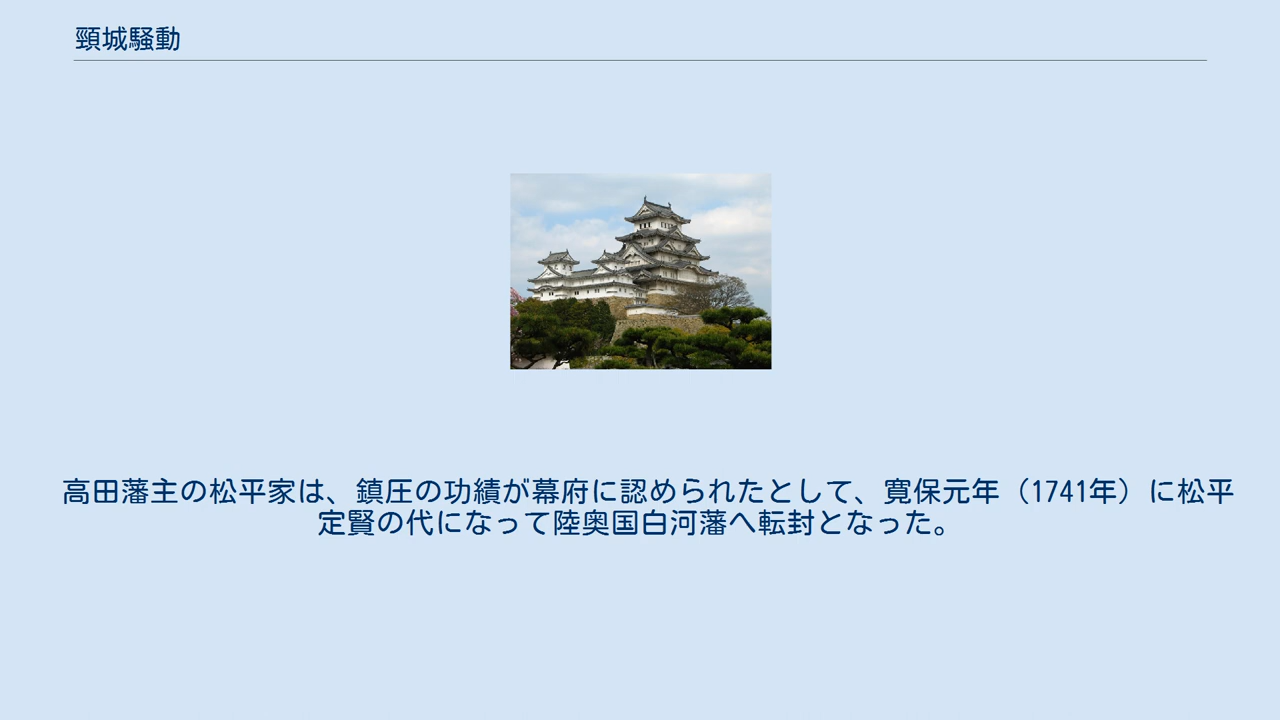 頸城騒動
高田藩主の松平家は、鎮圧の功績が幕府に認められたとして、寛保元年（1741年）に松平
定賢の代になって陸奥国白河藩へ転封となった。